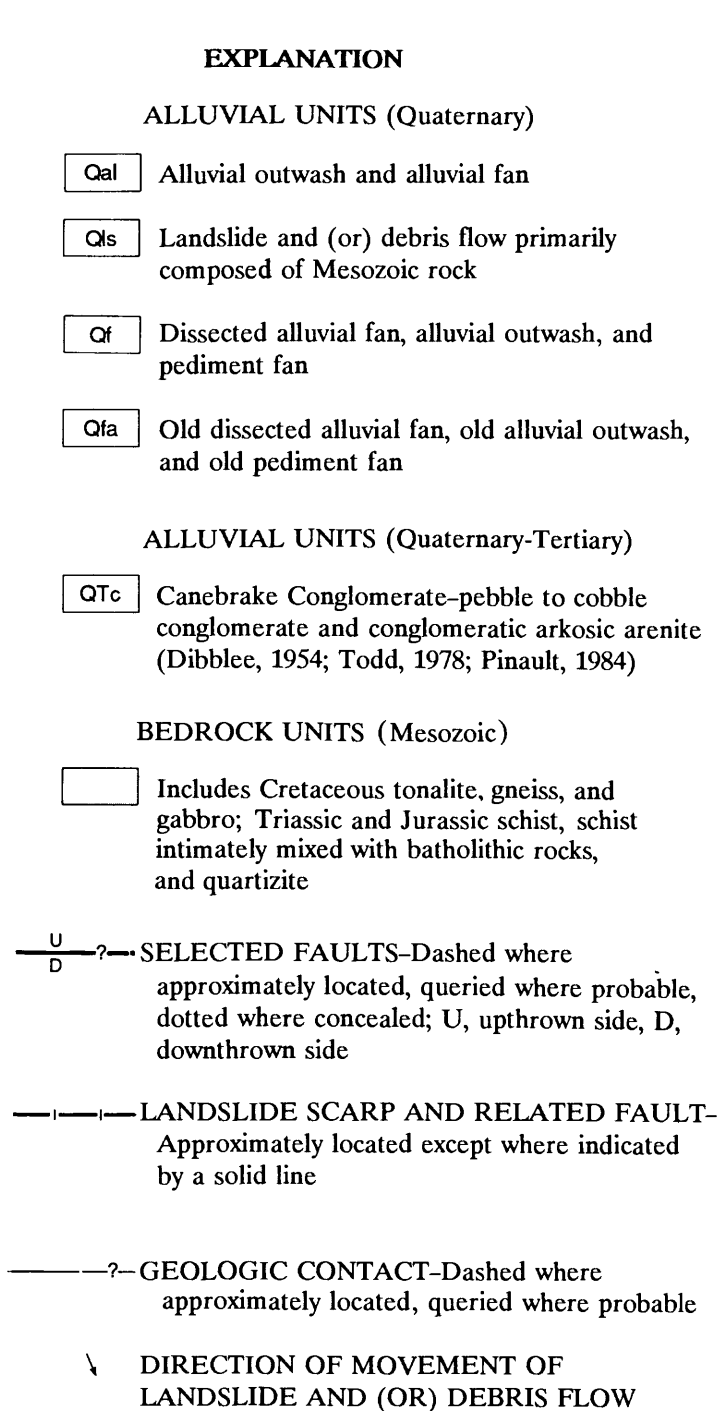 EXPLANATION
ALLUVIAL UNITS (Quaternary)
Qal Alluvial outwash and alluvial fan
Qls Landslide and (or) debris flow primarily
composed of Mesozoic rock
Qf Dissected alluvial fan, alluvial outwash, and
pediment fan
Qfa Old dissected alluvial fan, old alluvial outwash,
and old pediment fan
ALLUVIAL UNITS (Quaternary-Tertiary)
QTc Canebrake Conglomerate–pebble to cobble
conglomerate and conglomeratic arkosic arenite
(Dibblee, 1954; Todd, 1978; Pinault, 1984)
BEDROCK UNITS (Mesozoic)
Includes Cretaceous tonalite, gneiss, and
gabbro; Triassic and Jurassic schist, schist
intimately mixed with batholithic rocks,
and quartizite
U
D ? SELECTED FAULTS–Dashed where
approximately located, queried where probable,
dotted where concealed; U, upthrown side, D,
downthrown side
LANDSLIDE SCARP AND RELATED FAULT–
Approximately located except where indicated
by a solid line
? GEOLOGIC CONTACT–Dashed where
approximately located, queried where probable
DIRECTION OF MOVEMENT OF
LANDSLIDE AND (OR) DEBRIS FLOW